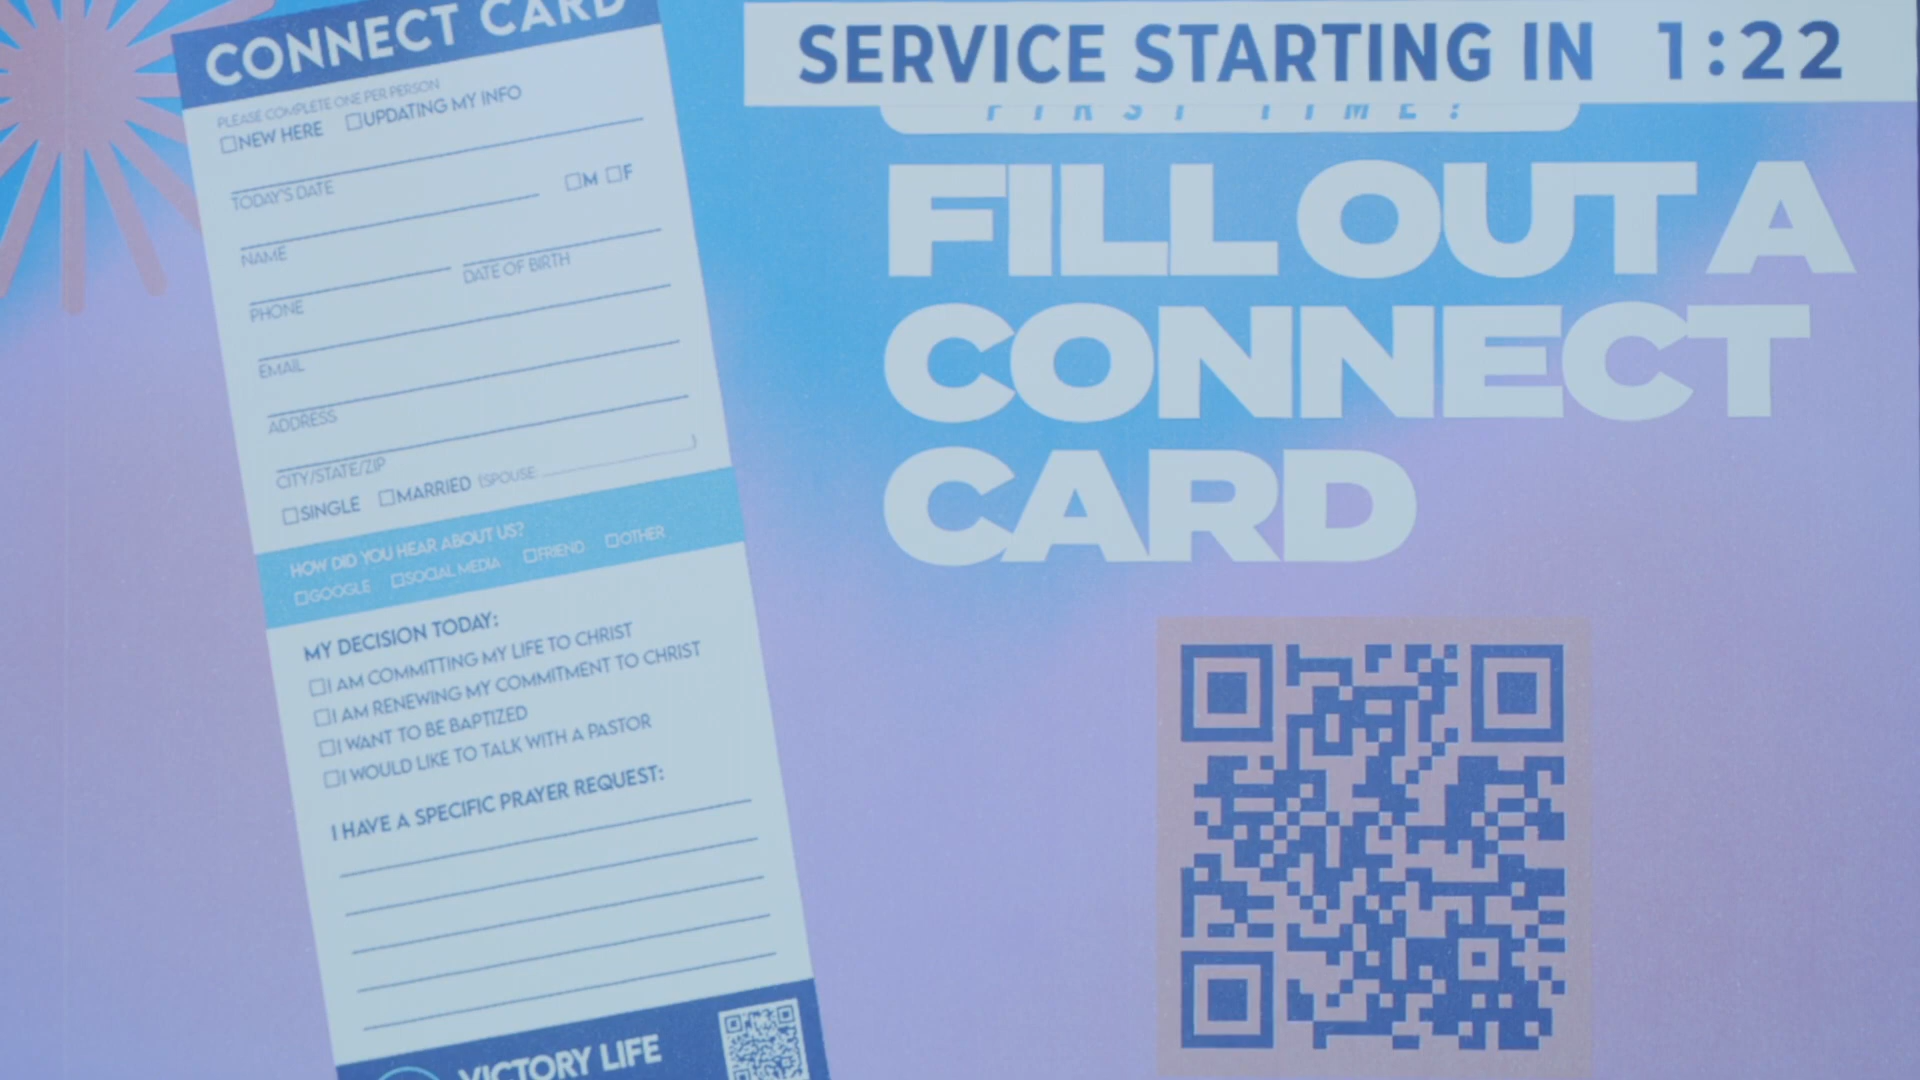 CONNECT CARD
PLEASE COMPLETE ONE PER PERSON
NEW HERE UPDATING MY INFO
TODAY'S DATE
M F
NAME
DATE OF BIRTH
PHONE
EMAIL
ADDRESS
CITY/STATE/ZIP
SINGLE MARRIED (SPOUSE: )
HOW DID YOU HEAR ABOUT US?
GOOGLE SOCIAL MEDIA FRIEND OTHER
MY DECISION TODAY:
I AM COMMITTING MY LIFE TO CHRIST
I AM RENEWING MY COMMITMENT TO CHRIST
I WANT TO BE BAPTIZED
I WOULD LIKE TO TALK WITH A PASTOR
I HAVE A SPECIFIC PRAYER REQUEST:
VICTORY LIFE
SERVICE STARTING IN 1:22
FIRST TIME?
FILL OUT A
CONNECT
CARD